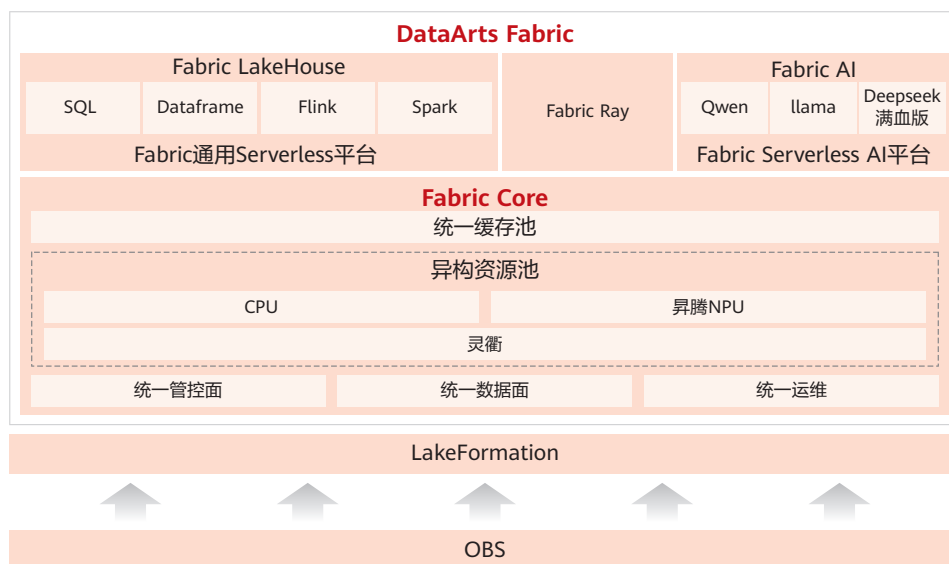 DataArts Fabric
Fabric LakeHouse
SQL
Dataframe
Flink
Spark
Fabric通用Serverless平台
Fabric Ray
Fabric AI
Qwen
llama
Deepseek
满血版
Fabric Serverless AI平台
Fabric Core
统一缓存池
异构资源池
CPU
昇腾NPU
灵衢
统一管控面
统一数据面
统一运维
LakeFormation
OBS